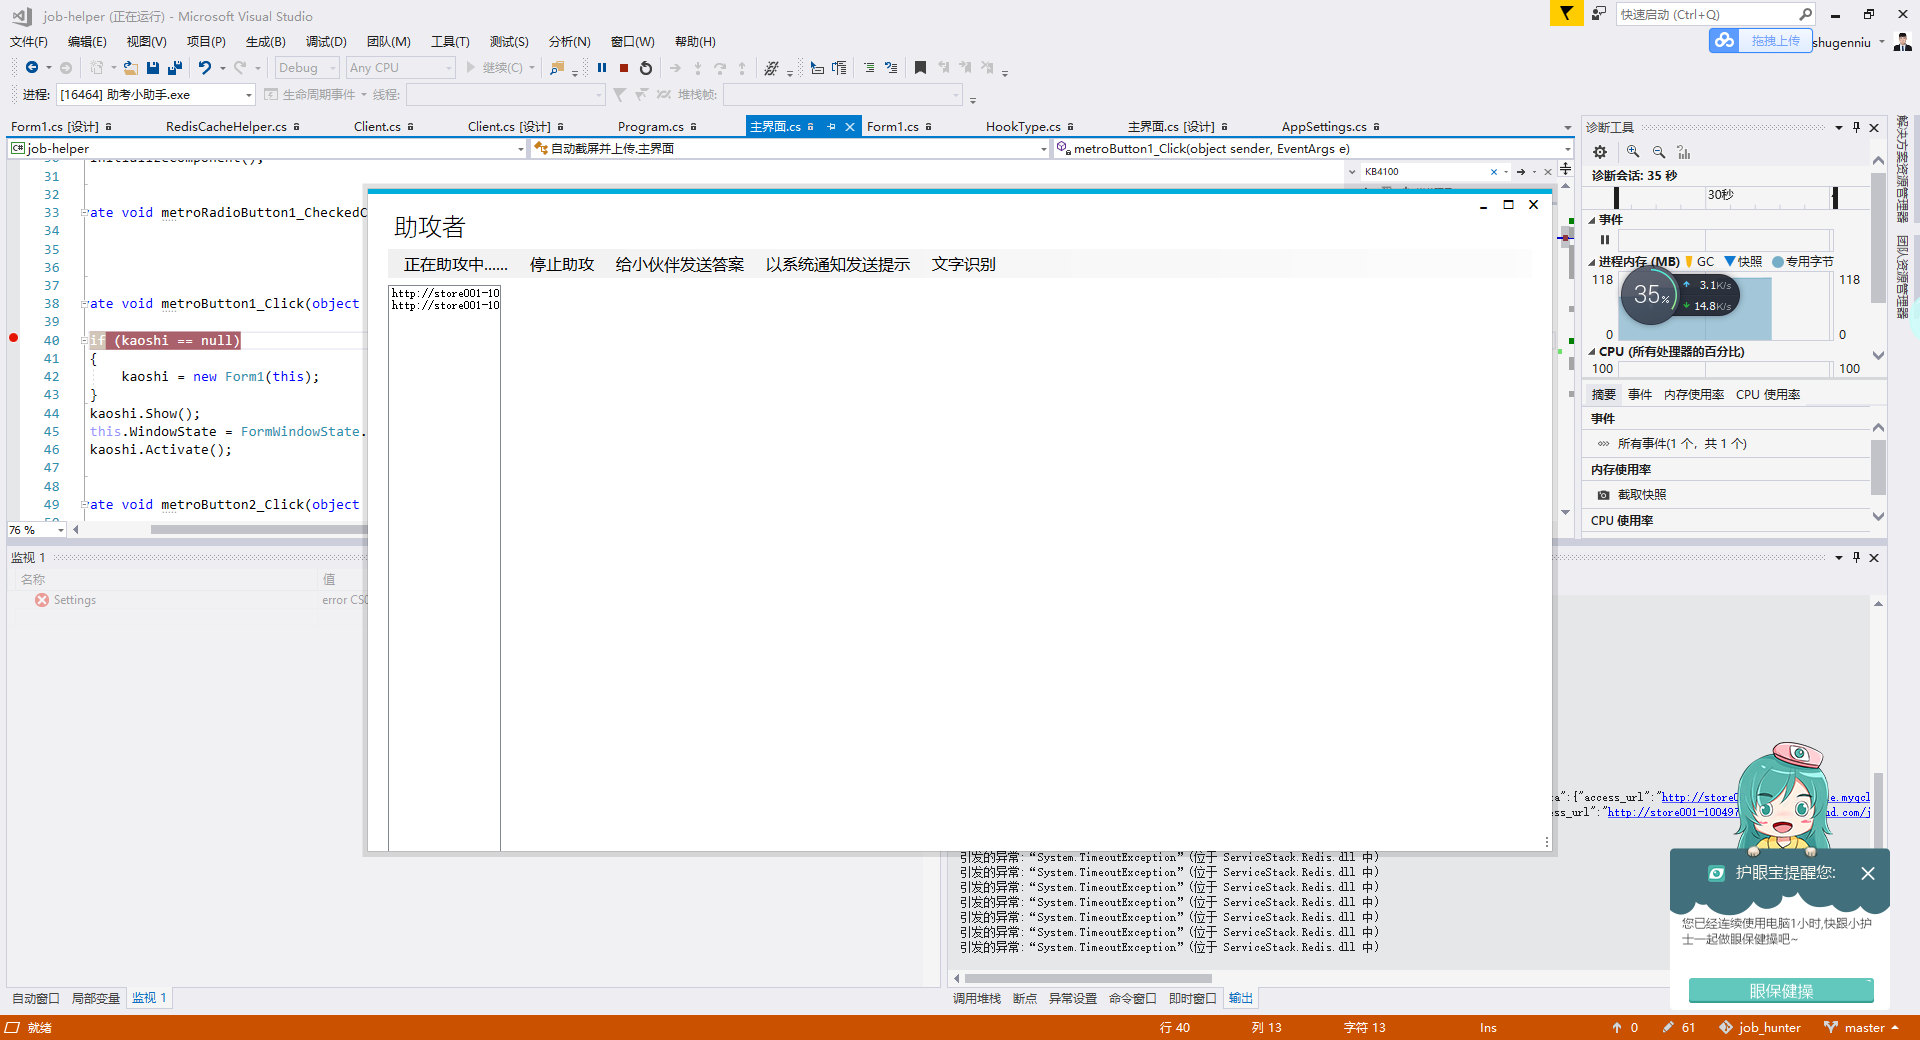 job-helper (正在运行) - Microsoft Visual Studio
快速启动 (Ctrl+Q)
文件(F) 编辑(E) 视图(V) 项目(P) 生成(B) 调试(D) 团队(M) 工具(T) 测试(S) 分析(N) 窗口(W) 帮助(H)
拖拽上传
shugenniu
Debug Any CPU 继续(C)
进程: [16464] 助考小助手.exe 生命周期事件 线程: 堆栈帧:
Form1.cs [设计] RedisCacheHelper.cs Client.cs Client.cs [设计] Program.cs 主界面.cs Form1.cs HookType.cs 主界面.cs [设计] AppSettings.cs
job-helper 自动截屏并上传.主界面 metroButton1_Click(object sender, EventArgs e)
KB4100
31
32
33 ate void metroRadioButton1_CheckedC
34
35
36
37
38 ate void metroButton1_Click(object
39
40 if (kaoshi == null)
41 {
42 kaoshi = new Form1(this);
43 }
44 kaoshi.Show();
45 this.WindowState = FormWindowState.
46 kaoshi.Activate();
47
48
49 ate void metroButton2_Click(object
76 %
助攻者
正在助攻中...... 停止助攻 给小伙伴发送答案 以系统通知发送提示 文字识别
http://store001-10
http://store001-10
诊断工具
诊断会话: 35 秒
30秒
事件
进程内存 (MB) GC 快照 专用字节
118 118
35%
3.1K/s
14.8K/s
0 0
CPU (所有处理器的百分比)
100 100
摘要 事件 内存使用率 CPU 使用率
事件
所有事件(1 个，共 1 个)
内存使用率
截取快照
CPU 使用率
解决方案资源管理器
团队资源管理器
监视 1
名称 值
Settings error CS0
a":{"access_url":"http://store0
e.myqcl
ss_url":"http://store001-10049
d.com/j
引发的异常:“System.TimeoutException”(位于 ServiceStack.Redis.dll 中)
引发的异常:“System.TimeoutException”(位于 ServiceStack.Redis.dll 中)
引发的异常:“System.TimeoutException”(位于 ServiceStack.Redis.dll 中)
引发的异常:“System.TimeoutException”(位于 ServiceStack.Redis.dll 中)
引发的异常:“System.TimeoutException”(位于 ServiceStack.Redis.dll 中)
引发的异常:“System.TimeoutException”(位于 ServiceStack.Redis.dll 中)
引发的异常:“System.TimeoutException”(位于 ServiceStack.Redis.dll 中)
护眼宝提醒您:
您已经连续使用电脑1小时,快跟小护
士一起做眼保健操吧~
眼保健操
自动窗口 局部变量 监视 1
调用堆栈 断点 异常设置 命令窗口 即时窗口 输出
就绪 行 40 列 13 字符 13 Ins 0 61 job_hunter master